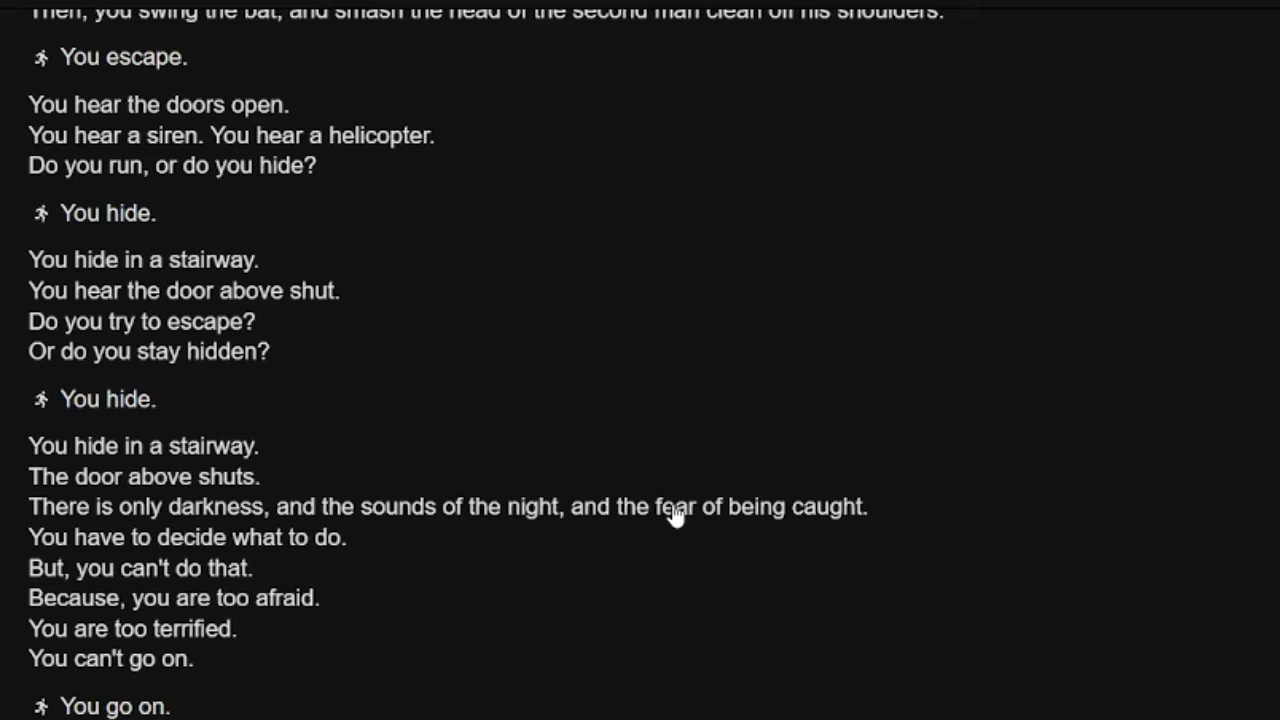 Then, you swing the bat, and smash the head of the second man clean off his shoulders.
You escape.
You hear the doors open.
You hear a siren. You hear a helicopter.
Do you run, or do you hide?
You hide.
You hide in a stairway.
You hear the door above shut.
Do you try to escape?
Or do you stay hidden?
You hide.
You hide in a stairway.
The door above shuts.
There is only darkness, and the sounds of the night, and the fear of being caught.
You have to decide what to do.
But, you can't do that.
Because, you are too afraid.
You are too terrified.
You can't go on.
You go on.